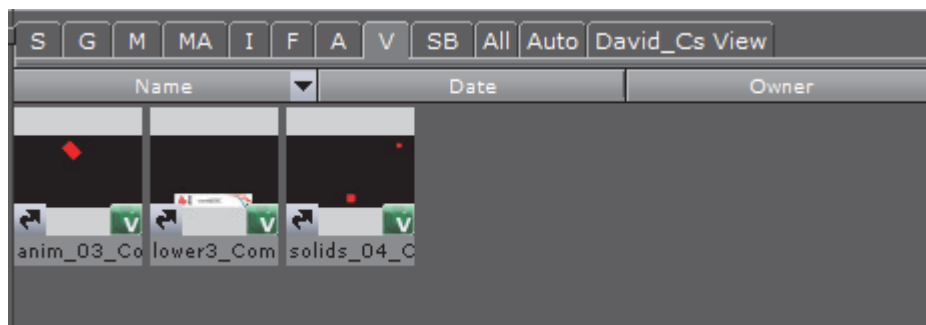 S G M MA I F A V SB All Auto David_Cs View
Name Date Owner
V V V
anim_03_Co lower3_Com solids_04_C